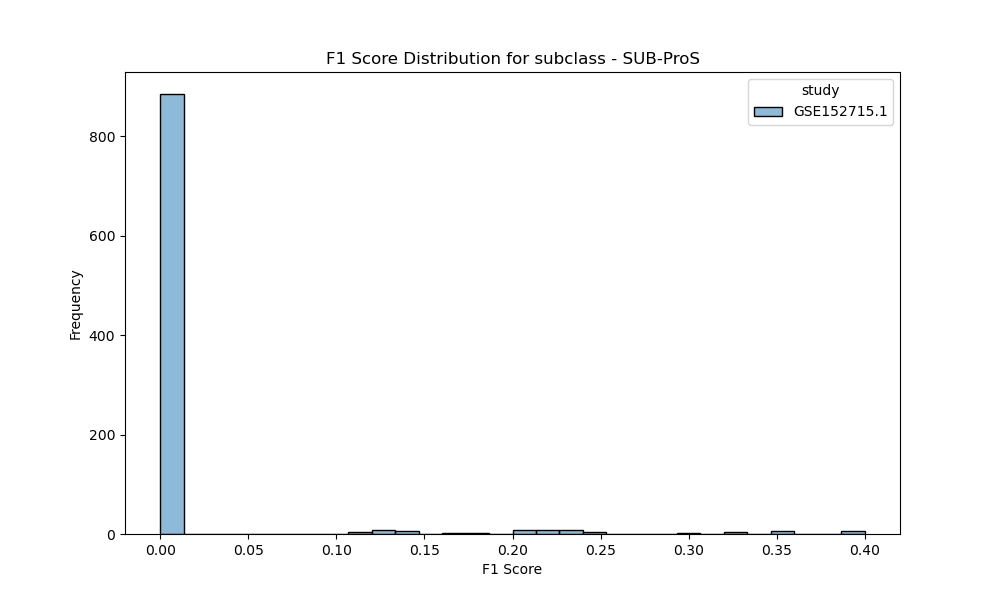 F1 Score Distribution for subclass - SUB-ProS
study
GSE152715.1
800
600
400
200
0
Frequency
0.00 0.05 0.10 0.15 0.20 0.25 0.30 0.35 0.40
F1 Score